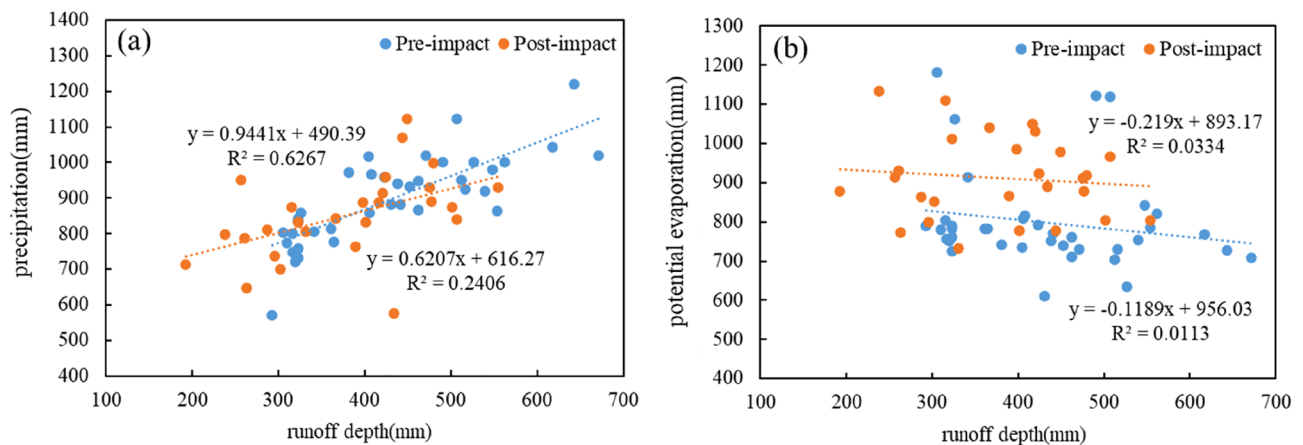 (a)
Pre-impact
Post-impact
y = 0.9441x + 490.39
R² = 0.6267
y = 0.6207x + 616.27
R² = 0.2406
1400
1300
1200
1100
1000
900
800
700
600
500
400
precipitation(mm)
100 200 300 400 500 600 700
runoff depth(mm)
(b)
Pre-impact
Post-impact
y = -0.219x + 893.17
R² = 0.0334
y = -0.1189x + 956.03
R² = 0.0113
1300
1200
1100
1000
900
800
700
600
500
400
potential evaporation(mm)
100 200 300 400 500 600 700
runoff depth(mm)